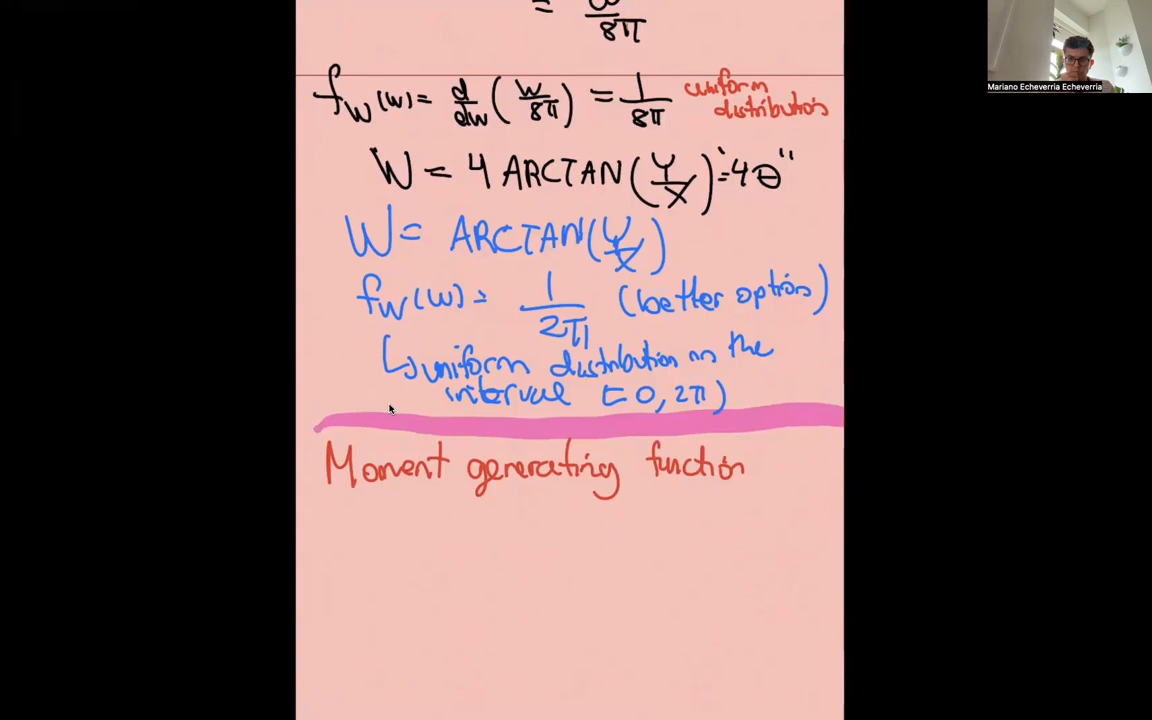 = w/8π
f_W(w) = d/dw (w/8π) = 1/8π uniform distribution
W = 4 ARCTAN(Y/X) = "4θ"
W = ARCTAN(Y/X)
f_W(w) = 1/2π (better option)
↳ uniform distribution on the
interval [0, 2π)
Moment generating function
Mariano Echeverria Echeverria